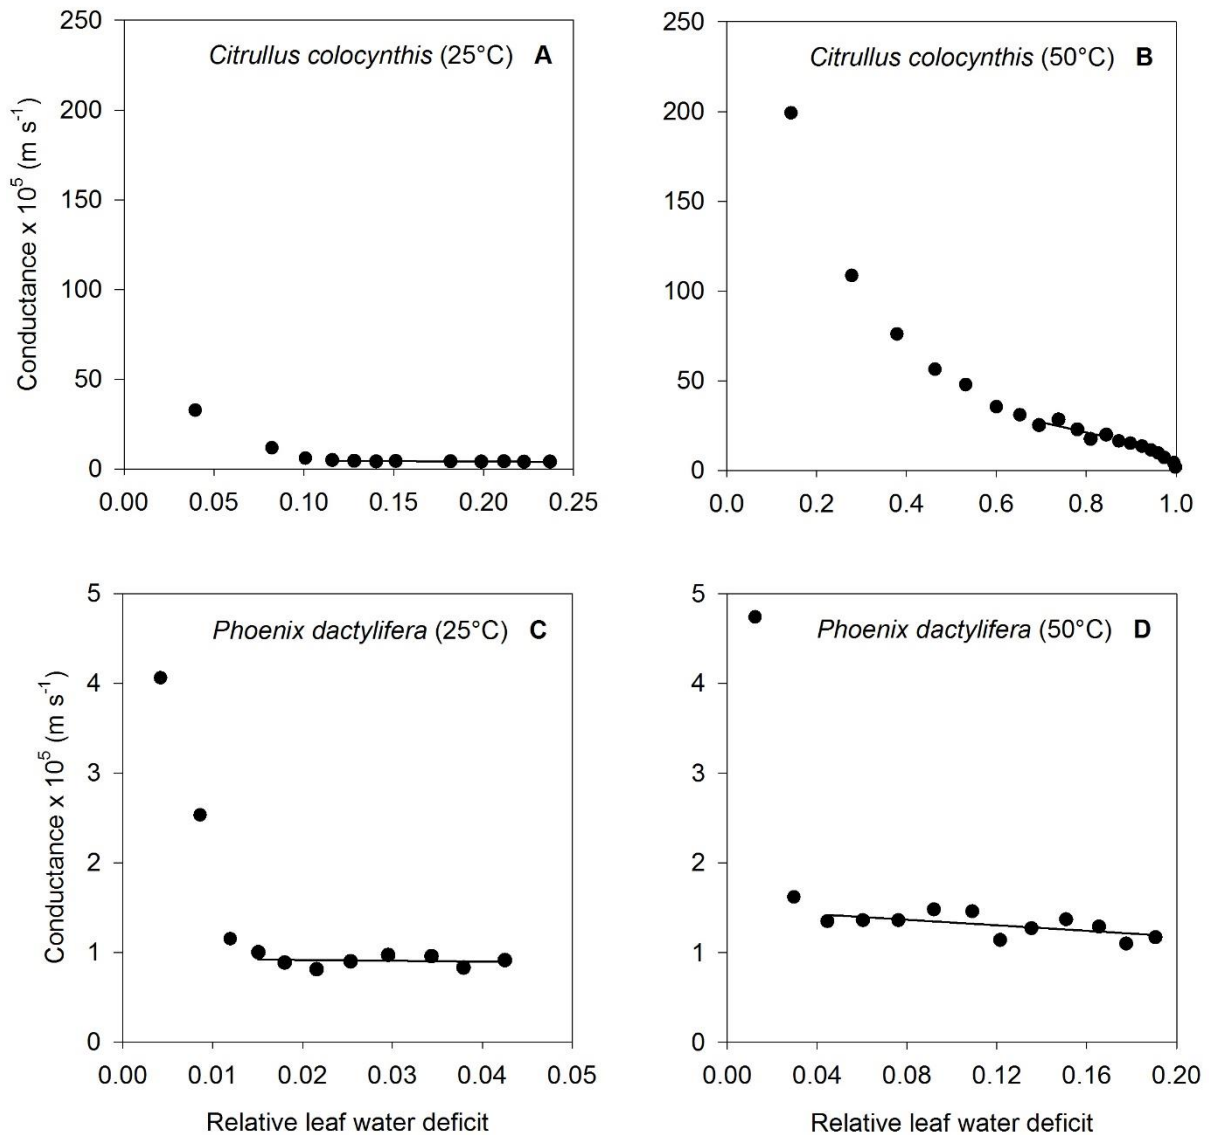 Citrullus colocynthis (25°C) A
250
200
150
100
50
0
0.00 0.05 0.10 0.15 0.20 0.25
Conductance x 10⁵ (m s⁻¹)
Citrullus colocynthis (50°C) B
250
200
150
100
50
0
0.0 0.2 0.4 0.6 0.8 1.0
Phoenix dactylifera (25°C) C
5
4
3
2
1
0
0.00 0.01 0.02 0.03 0.04 0.05
Conductance x 10⁵ (m s⁻¹)
Relative leaf water deficit
Phoenix dactylifera (50°C) D
5
4
3
2
1
0
0.00 0.04 0.08 0.12 0.16 0.20
Relative leaf water deficit